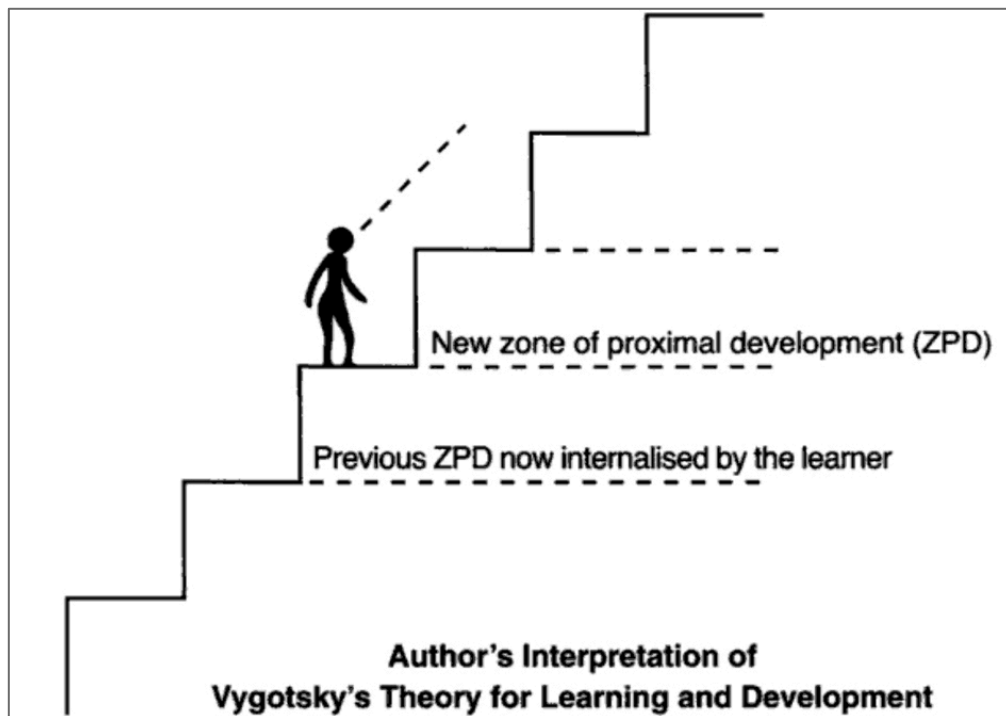 New zone of proximal development (ZPD)
Previous ZPD now internalised by the learner
Author's Interpretation of
Vygotsky's Theory for Learning and Development